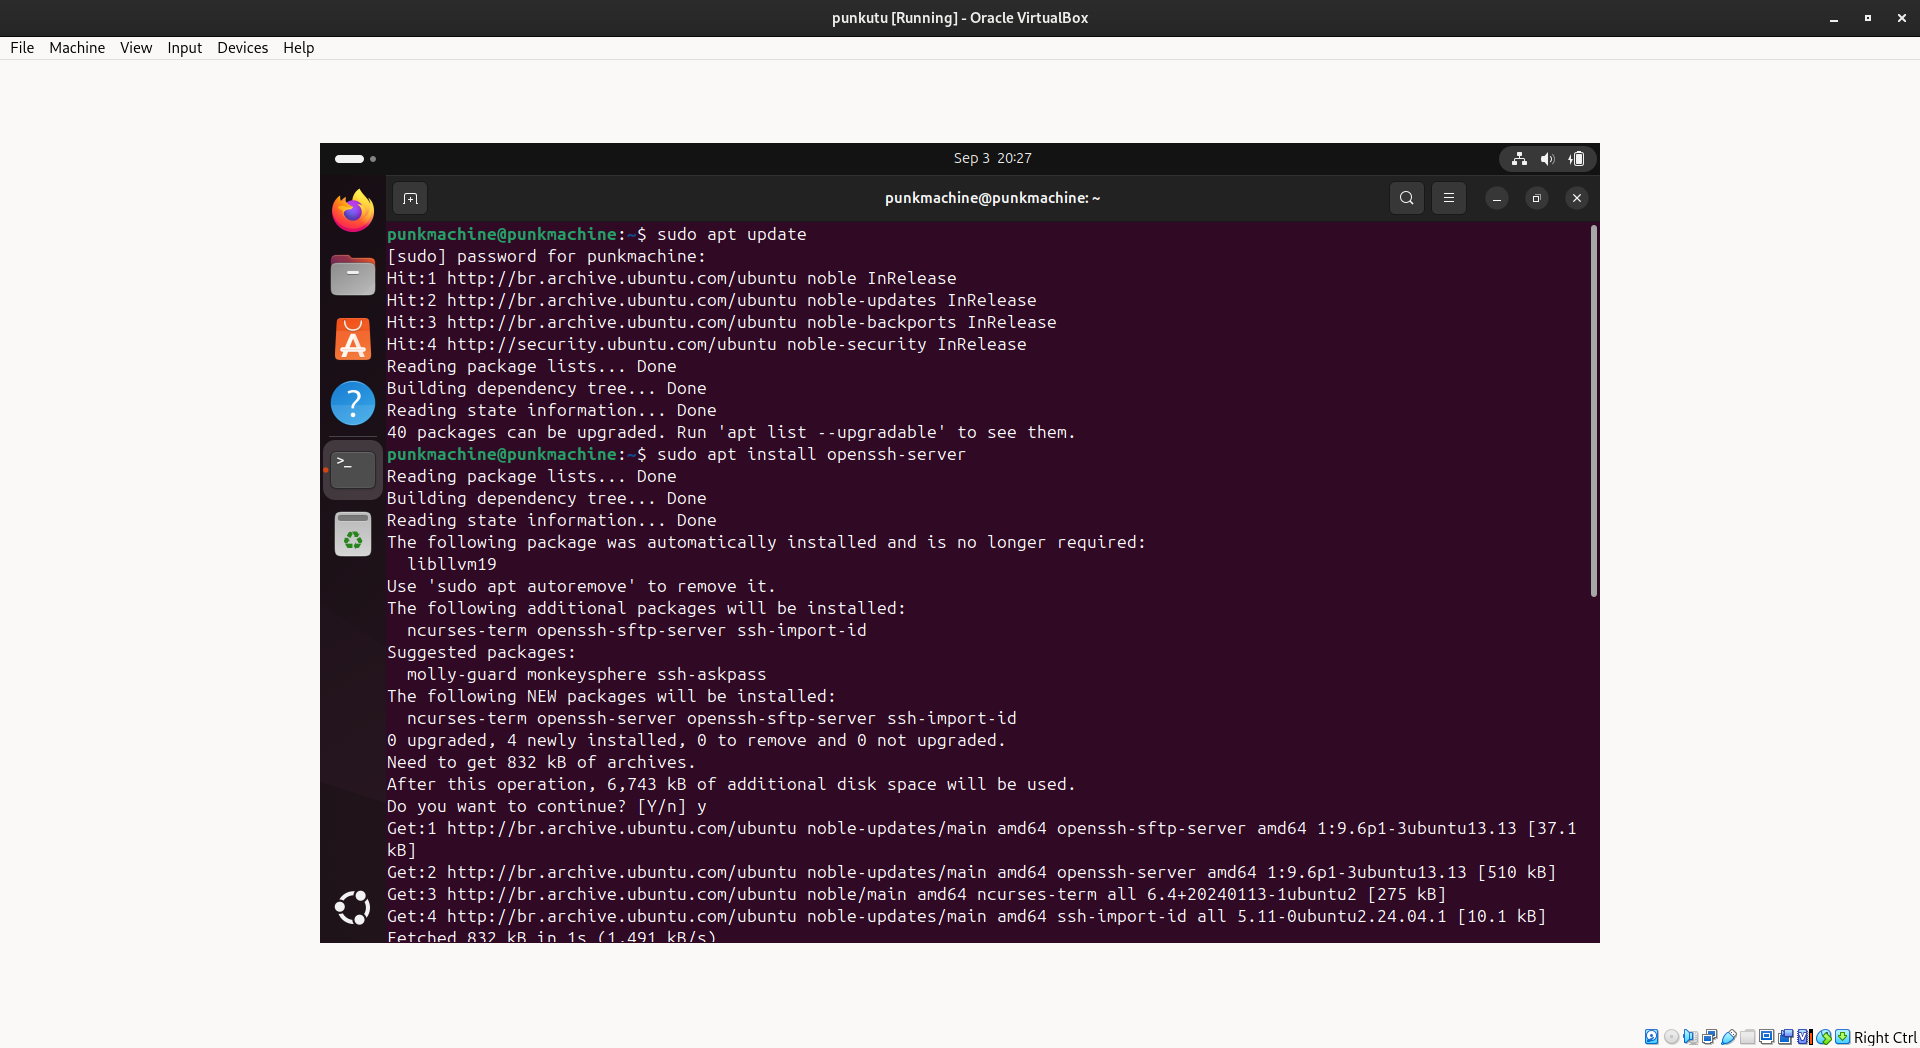 punkutu [Running] - Oracle VirtualBox
File Machine View Input Devices Help
Sep 3 20:27
punkmachine@punkmachine: ~
punkmachine@punkmachine:~$ sudo apt update
[sudo] password for punkmachine:
Hit:1 http://br.archive.ubuntu.com/ubuntu noble InRelease
Hit:2 http://br.archive.ubuntu.com/ubuntu noble-updates InRelease
Hit:3 http://br.archive.ubuntu.com/ubuntu noble-backports InRelease
Hit:4 http://security.ubuntu.com/ubuntu noble-security InRelease
Reading package lists... Done
Building dependency tree... Done
Reading state information... Done
40 packages can be upgraded. Run 'apt list --upgradable' to see them.
punkmachine@punkmachine:~$ sudo apt install openssh-server
Reading package lists... Done
Building dependency tree... Done
Reading state information... Done
The following package was automatically installed and is no longer required:
  libllvm19
Use 'sudo apt autoremove' to remove it.
The following additional packages will be installed:
  ncurses-term openssh-sftp-server ssh-import-id
Suggested packages:
  molly-guard monkeysphere ssh-askpass
The following NEW packages will be installed:
  ncurses-term openssh-server openssh-sftp-server ssh-import-id
0 upgraded, 4 newly installed, 0 to remove and 0 not upgraded.
Need to get 832 kB of archives.
After this operation, 6,743 kB of additional disk space will be used.
Do you want to continue? [Y/n] y
Get:1 http://br.archive.ubuntu.com/ubuntu noble-updates/main amd64 openssh-sftp-server amd64 1:9.6p1-3ubuntu13.13 [37.1
kB]
Get:2 http://br.archive.ubuntu.com/ubuntu noble-updates/main amd64 openssh-server amd64 1:9.6p1-3ubuntu13.13 [510 kB]
Get:3 http://br.archive.ubuntu.com/ubuntu noble/main amd64 ncurses-term all 6.4+20240113-1ubuntu2 [275 kB]
Get:4 http://br.archive.ubuntu.com/ubuntu noble-updates/main amd64 ssh-import-id all 5.11-0ubuntu2.24.04.1 [10.1 kB]
Fetched 832 kB in 1s (1,491 kB/s)
Right Ctrl